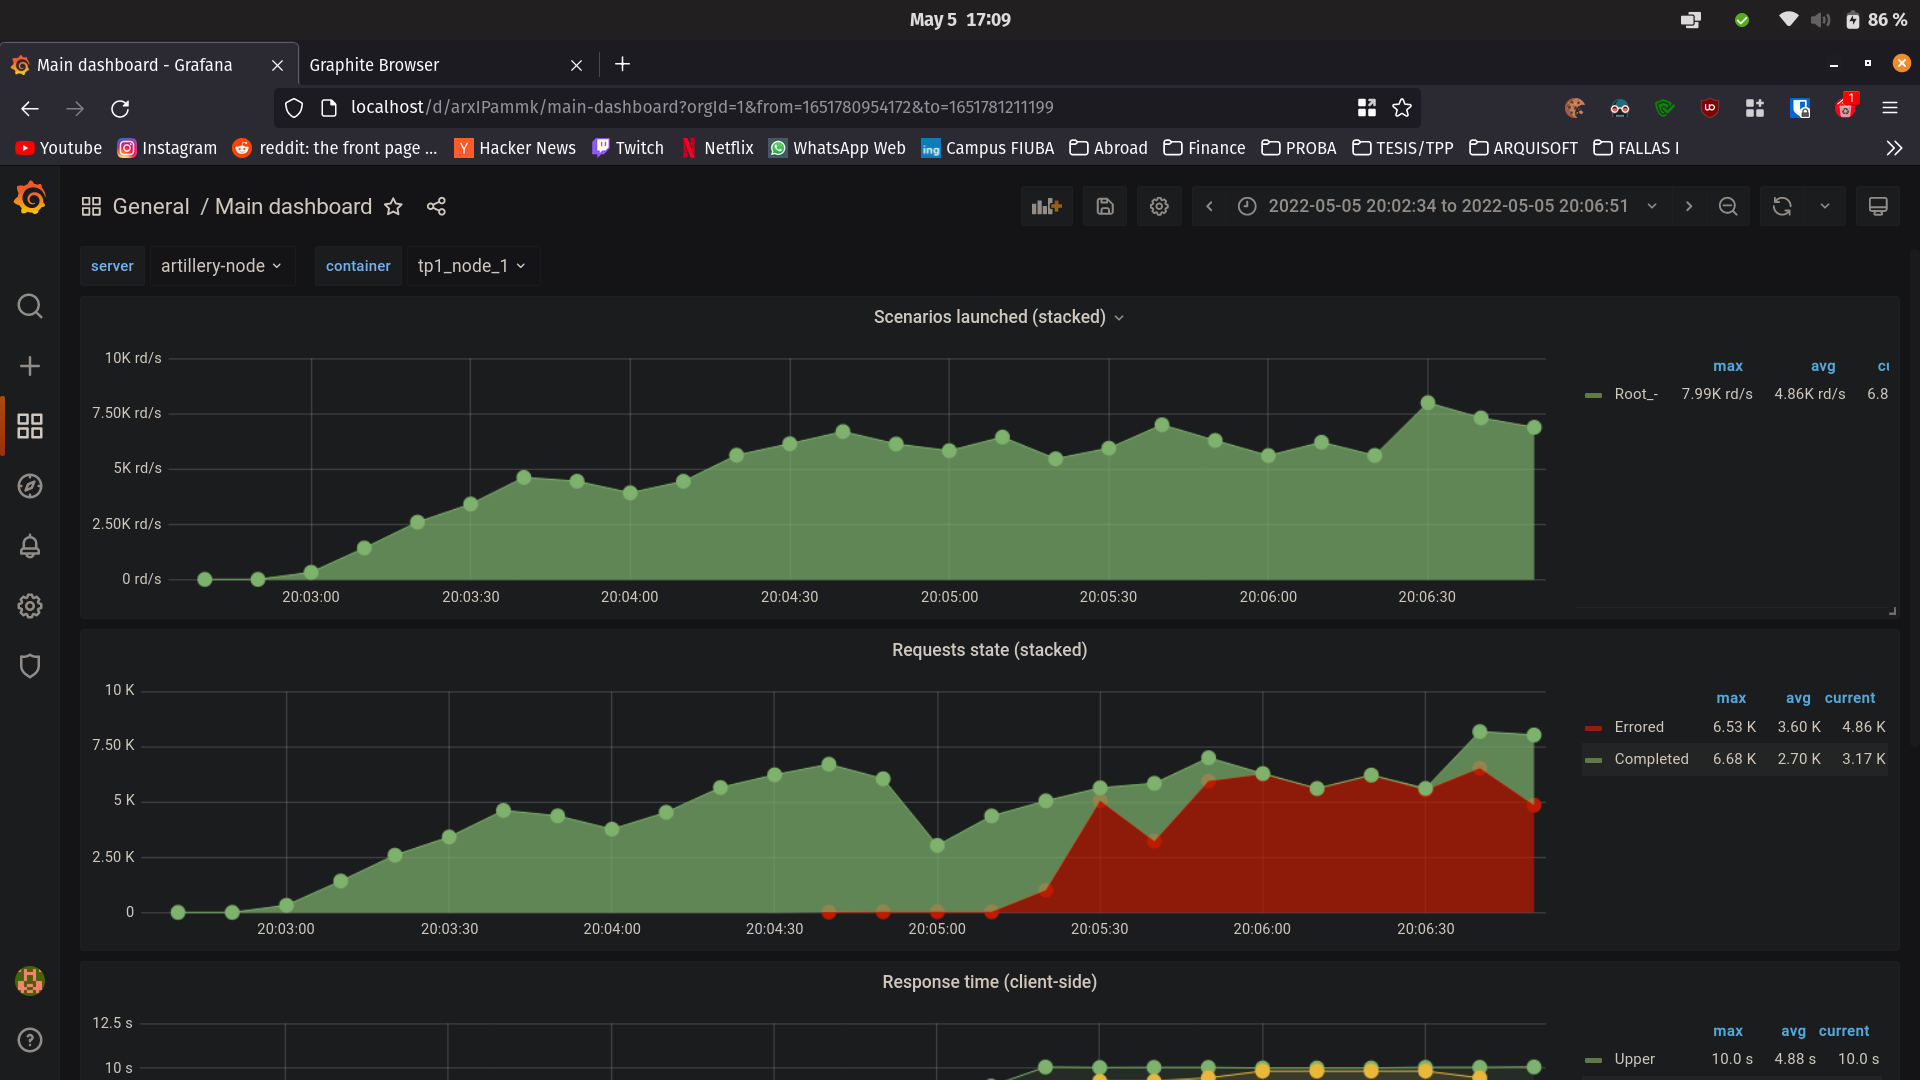 May 5 17:09
86 %
Main dashboard - Grafana
Graphite Browser
localhost/d/arxIPammk/main-dashboard?orgId=1&from=1651780954172&to=1651781211199
1
Youtube Instagram reddit: the front page ... Hacker News Twitch Netflix WhatsApp Web Campus FIUBA Abroad Finance PROBA TESIS/TPP ARQUISOFT FALLAS I
General / Main dashboard
2022-05-05 20:02:34 to 2022-05-05 20:06:51
server artillery-node container tp1_node_1
Scenarios launched (stacked)
10K rd/s
7.50K rd/s
5K rd/s
2.50K rd/s
0 rd/s
20:03:00 20:03:30 20:04:00 20:04:30 20:05:00 20:05:30 20:06:00 20:06:30
max avg cu
Root_- 7.99K rd/s 4.86K rd/s 6.8
Requests state (stacked)
10 K
7.50 K
5 K
2.50 K
0
20:03:00 20:03:30 20:04:00 20:04:30 20:05:00 20:05:30 20:06:00 20:06:30
max avg current
Errored 6.53 K 3.60 K 4.86 K
Completed 6.68 K 2.70 K 3.17 K
Response time (client-side)
12.5 s
10 s
max avg current
Upper 10.0 s 4.88 s 10.0 s